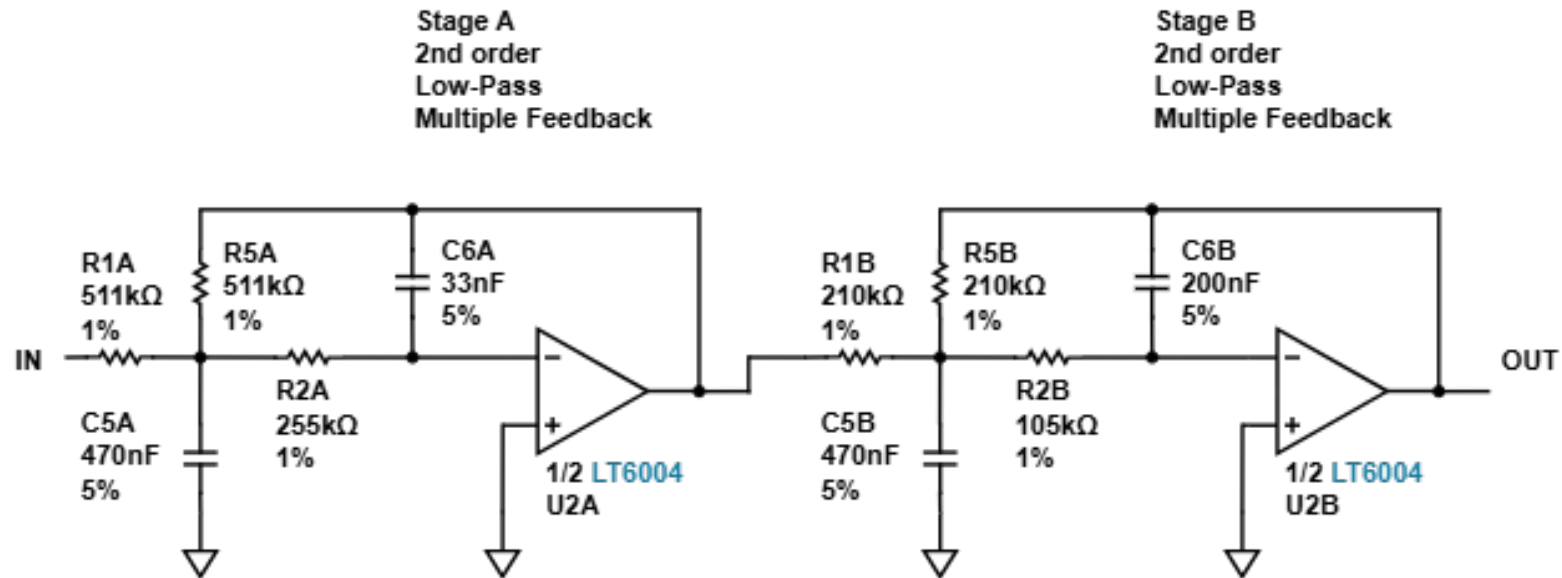 Stage A
2nd order
Low-Pass
Multiple Feedback
Stage B
2nd order
Low-Pass
Multiple Feedback
IN
R1A
511kΩ
1%
R5A
511kΩ
1%
C6A
33nF
5%
C5A
470nF
5%
R2A
255kΩ
1%
−
+
1/2 LT6004
U2A
R1B
210kΩ
1%
R5B
210kΩ
1%
C6B
200nF
5%
C5B
470nF
5%
R2B
105kΩ
1%
−
+
1/2 LT6004
U2B
OUT